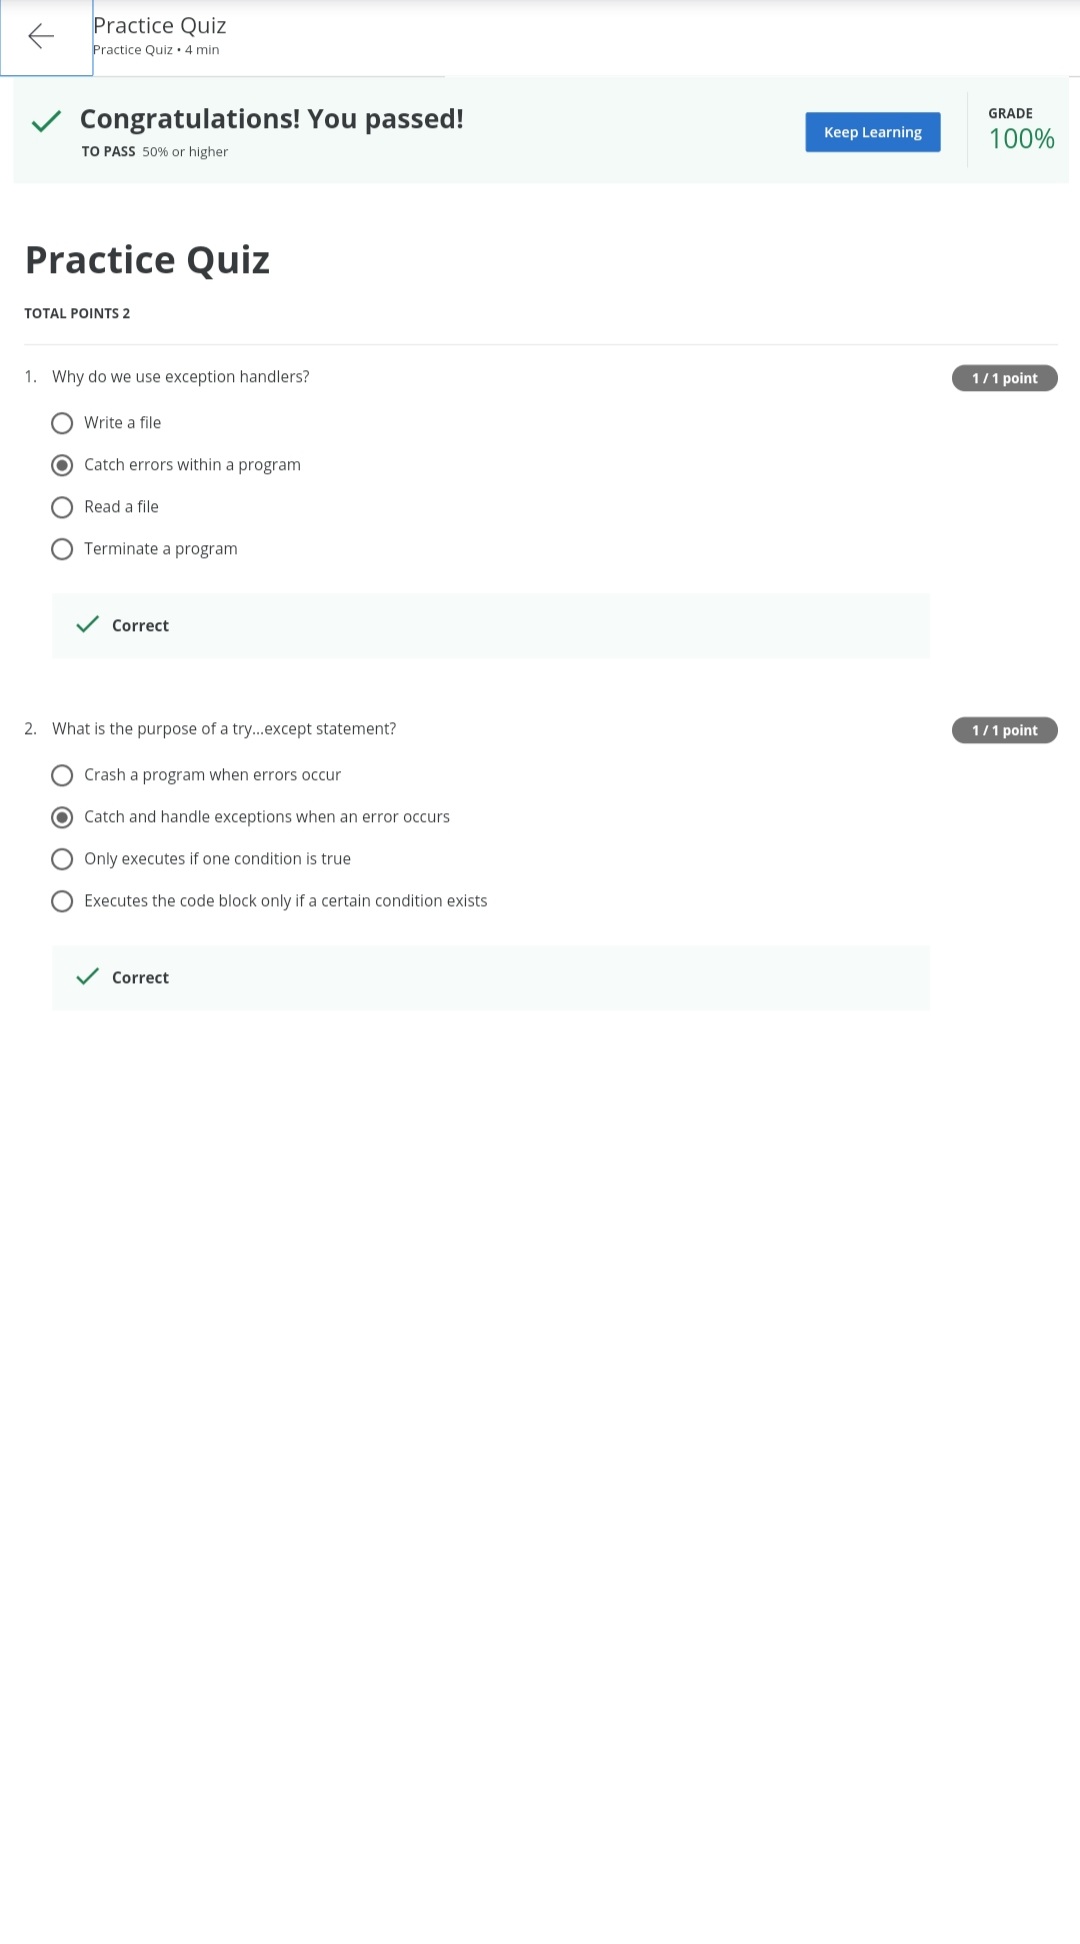 Practice Quiz
Practice Quiz • 4 min
Congratulations! You passed!
TO PASS 50% or higher
Keep Learning
GRADE
100%
Practice Quiz
TOTAL POINTS 2
1. Why do we use exception handlers?
1 / 1 point
Write a file
Catch errors within a program
Read a file
Terminate a program
Correct
2. What is the purpose of a try...except statement?
1 / 1 point
Crash a program when errors occur
Catch and handle exceptions when an error occurs
Only executes if one condition is true
Executes the code block only if a certain condition exists
Correct